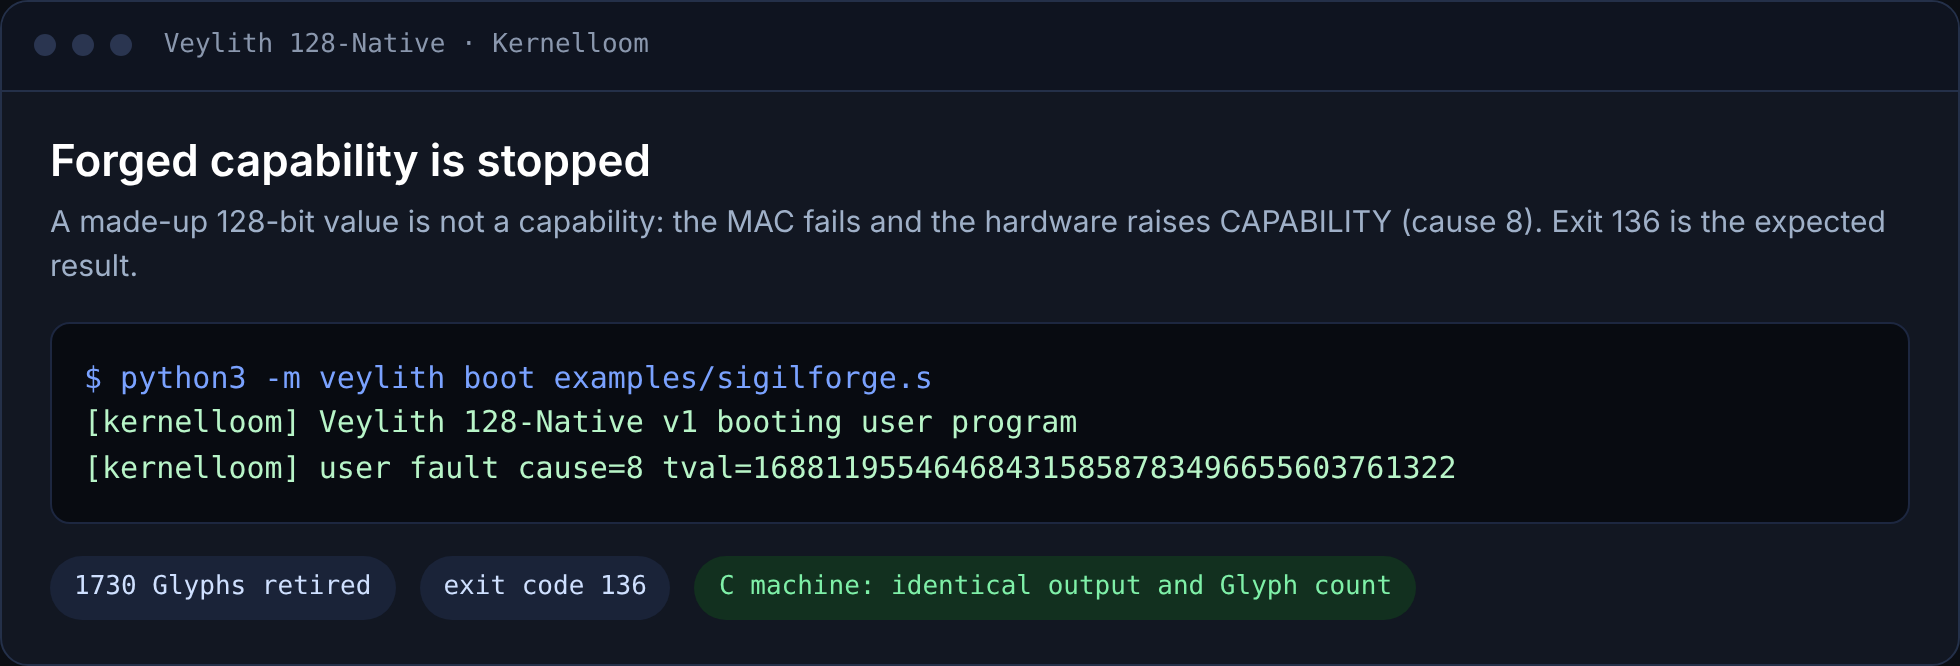 Veylith 128-Native · Kernelloom
Forged capability is stopped
A made-up 128-bit value is not a capability: the MAC fails and the hardware raises CAPABILITY (cause 8). Exit 136 is the expected
result.
$ python3 -m veylith boot examples/sigilforge.s
[kernelloom] Veylith 128-Native v1 booting user program
[kernelloom] user fault cause=8 tval=168811955464684315858783496655603761322
1730 Glyphs retired
exit code 136
C machine: identical output and Glyph count